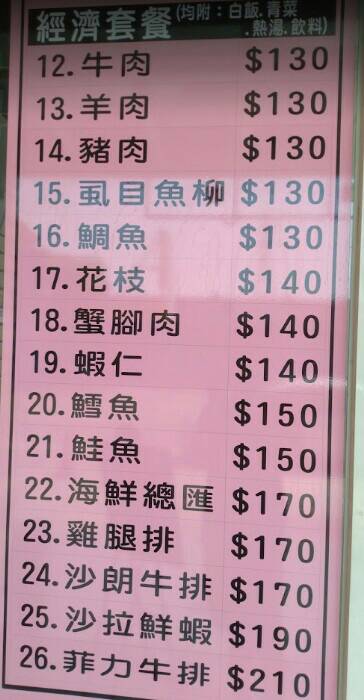 經濟套餐(均附：白飯.青菜
.熱湯.飲料)
12.牛肉 $130
13.羊肉 $130
14.豬肉 $130
15.虱目魚柳 $130
16.鯛魚 $130
17.花枝 $140
18.蟹腳肉 $140
19.蝦仁 $140
20.鱈魚 $150
21.鮭魚 $150
22.海鮮總匯 $170
23.雞腿排 $170
24.沙朗牛排 $170
25.沙拉鮮蝦 $190
26.菲力牛排 $210